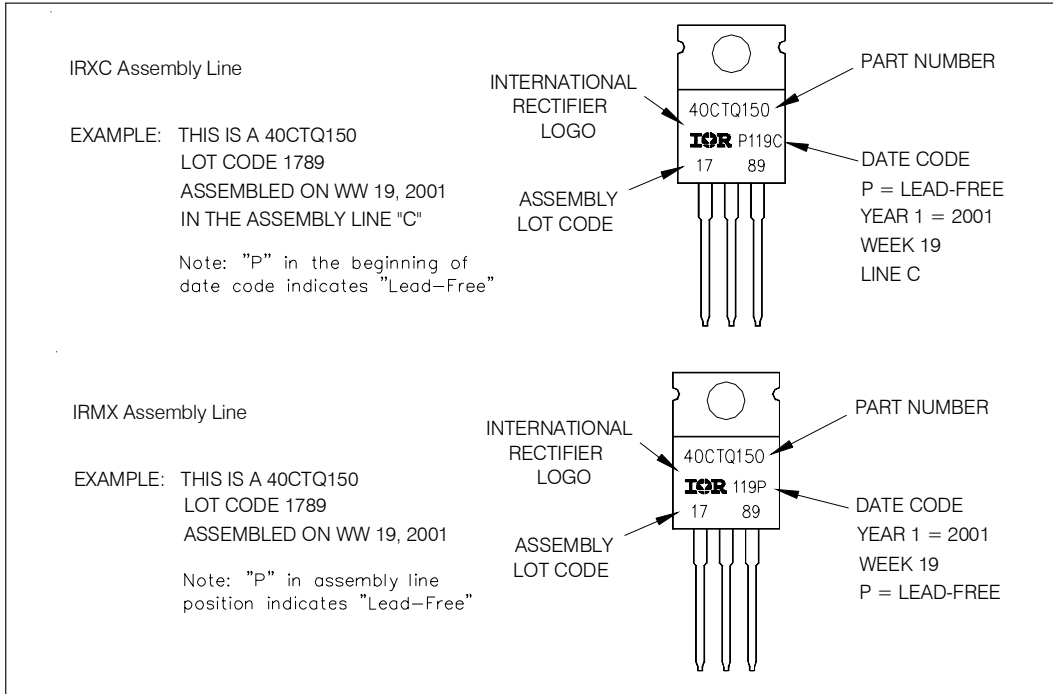 IRXC Assembly Line
EXAMPLE: THIS IS A 40CTQ150
LOT CODE 1789
ASSEMBLED ON WW 19, 2001
IN THE ASSEMBLY LINE "C"
Note: "P" in the beginning of
date code indicates "Lead-Free"
INTERNATIONAL
RECTIFIER
LOGO
ASSEMBLY
LOT CODE
40CTQ150
IOR P119C
17 89
PART NUMBER
DATE CODE
P = LEAD-FREE
YEAR 1 = 2001
WEEK 19
LINE C
IRMX Assembly Line
EXAMPLE: THIS IS A 40CTQ150
LOT CODE 1789
ASSEMBLED ON WW 19, 2001
Note: "P" in assembly line
position indicates "Lead-Free"
INTERNATIONAL
RECTIFIER
LOGO
ASSEMBLY
LOT CODE
40CTQ150
IOR 119P
17 89
PART NUMBER
DATE CODE
YEAR 1 = 2001
WEEK 19
P = LEAD-FREE